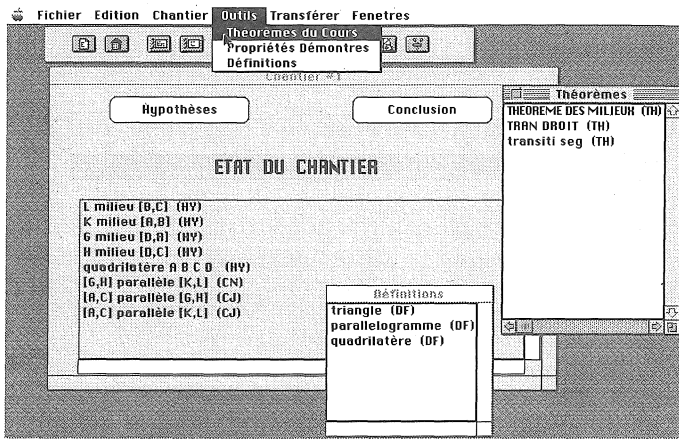 Fichier Edition Chantier Outils Transférer Fenetres
Theoremes du Cours
Propriétés Démontres
Définitions
Chantier #1
Hypothèses
Conclusion
ETAT DU CHANTIER
L milieu [B,C] (HY)
K milieu [A,B] (HY)
G milieu [D,A] (HY)
H milieu [D,C] (HY)
quadrilatère A B C D (HY)
[G,H] parallèle [K,L] (CN)
[A,C] parallèle [G,H] (CJ)
[A,C] parallèle [K,L] (CJ)
Théorèmes
THEOREME DES MILIEUX (TH)
TRAN DROIT (TH)
transiti seg (TH)
Définitions
triangle (DF)
parallelogramme (DF)
quadrilatère (DF)